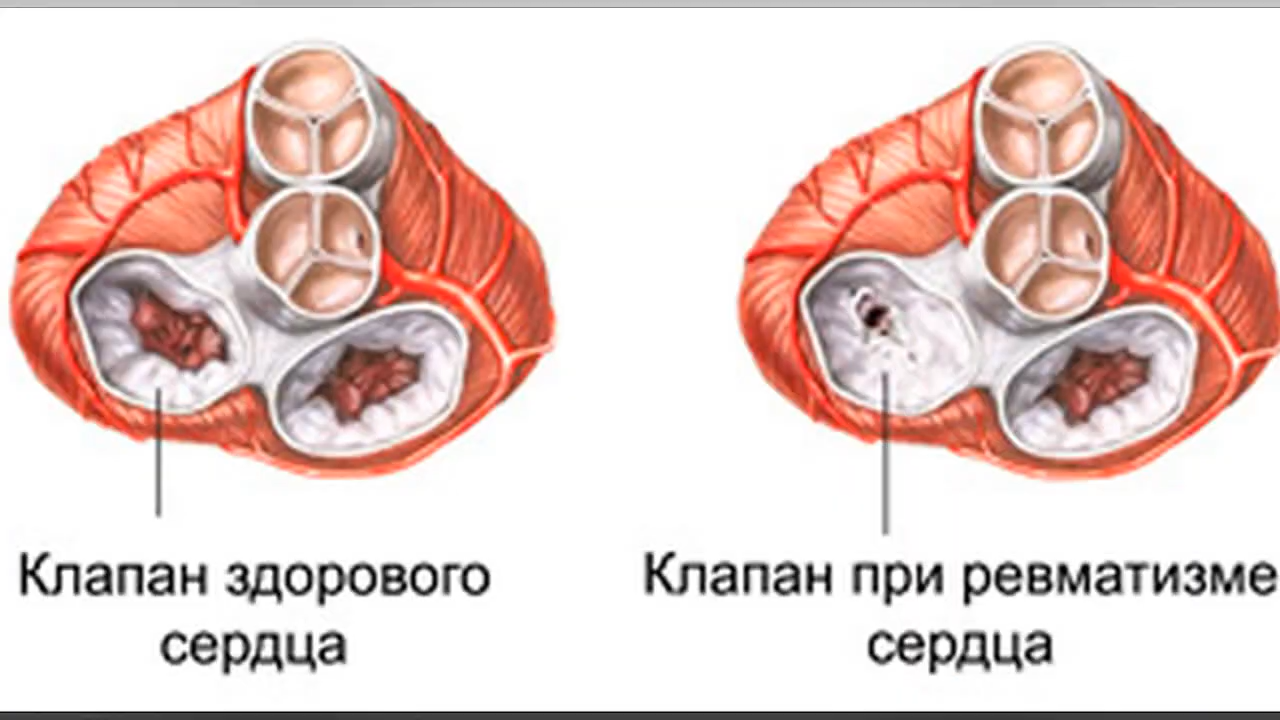 Клапан здорового
сердца
Клапан при ревматизме
сердца